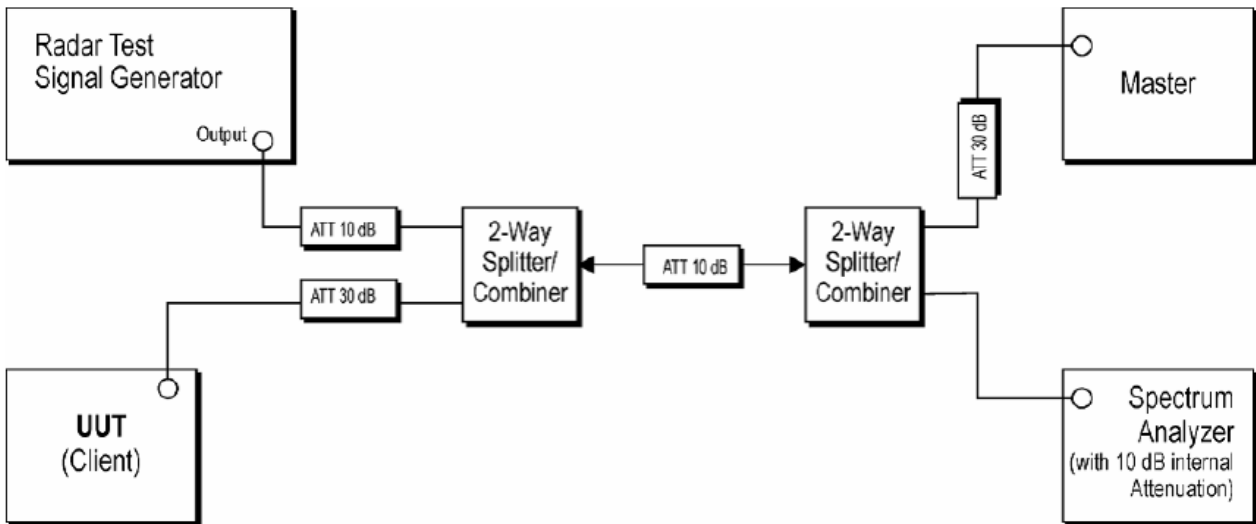 Radar Test
Signal Generator
Output
ATT 10 dB
ATT 30 dB
UUT
(Client)
2-Way
Splitter/
Combiner
ATT 10 dB
2-Way
Splitter/
Combiner
ATT 30 dB
Master
Spectrum
Analyzer
(with 10 dB internal
Attenuation)